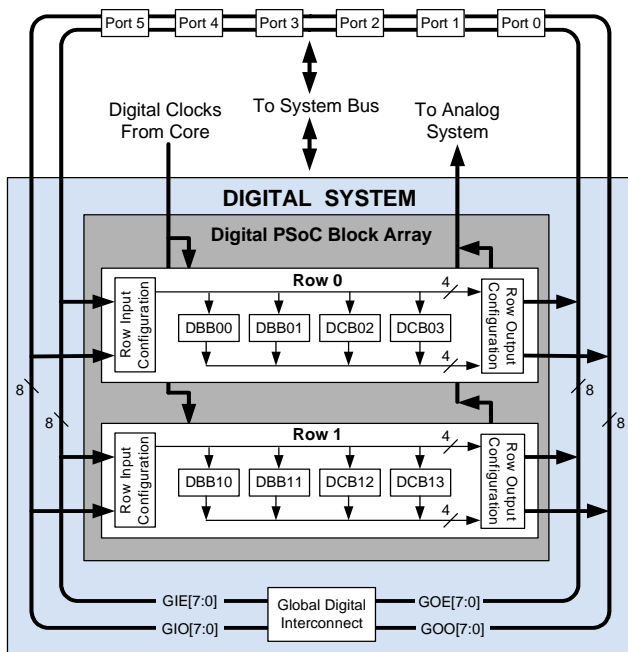 Port 5
Port 4
Port 3
Port 2
Port 1
Port 0
Digital Clocks
From Core
To System Bus
To Analog
System
DIGITAL SYSTEM
Digital PSoC Block Array
Row 0
4
Row Input
Configuration
DBB00
DBB01
DCB02
DCB03
4
Row Output
Configuration
8
8
8
8
Row 1
4
Row Input
Configuration
DBB10
DBB11
DCB12
DCB13
4
Row Output
Configuration
GIE[7:0]
GIO[7:0]
Global Digital
Interconnect
GOE[7:0]
GOO[7:0]